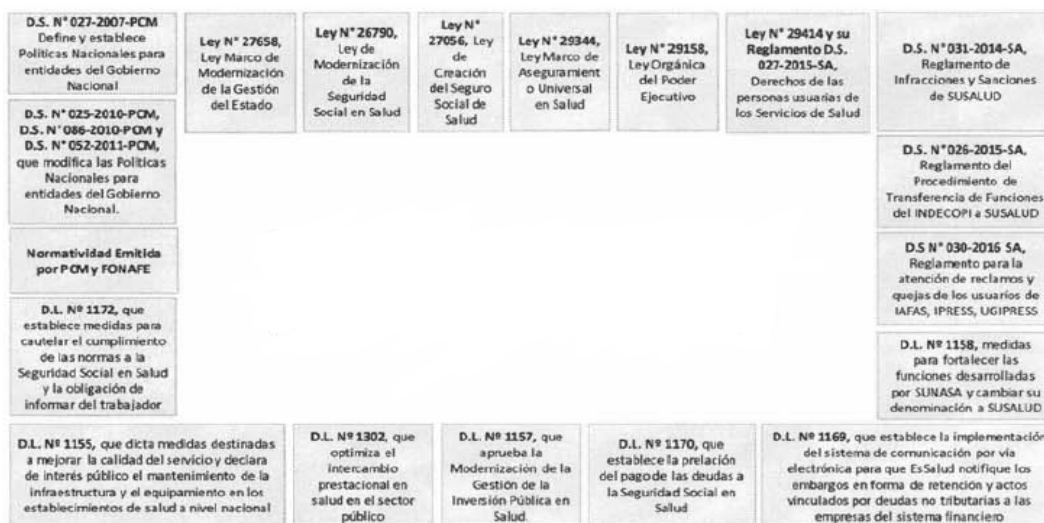 D.S. N° 027-2007-PCM
Define y establece
Políticas Nacionales para
entidades del Gobierno
Nacional
Ley N° 27658,
Ley Marco de
Modernización
de la Gestión
del Estado
Ley N° 26790,
Ley de
Modernización
de la
Seguridad
Social en Salud
Ley N°
27056, Ley
de
Creación
del Seguro
Social de
Salud
Ley N° 29344,
Ley Marco de
Aseguramient
o Universal
en Salud
Ley N° 29158,
Ley Orgánica
del Poder
Ejecutivo
Ley N° 29414 y su
Reglamento D.S.
027-2015-SA,
Derechos de las
personas usuarias de
los Servicios de Salud
D.S. N° 031-2014-SA,
Reglamento de
Infracciones y Sanciones
de SUSALUD
D.S. N° 025-2010-PCM,
D.S. N° 086-2010-PCM y
D.S. N° 052-2011-PCM,
que modifica las Políticas
Nacionales para
entidades del Gobierno
Nacional.
D.S. N° 026-2015-SA,
Reglamento del
Procedimiento de
Transferencia de Funciones
del INDECOPI a SUSALUD
Normatividad Emitida
por PCM y FONAFE
D.S N° 030-2016 SA,
Reglamento para la
atención de reclamos y
quejas de los usuarios de
IAFAS, IPRESS, UGIPRESS
D.L. Nº 1172, que
establece medidas para
cautelar el cumplimiento
de las normas a la
Seguridad Social en Salud
y la obligación de
informar del trabajador
D.L. Nº 1158, medidas
para fortalecer las
funciones desarrolladas
por SUNASA y cambiar su
denominación a SUSALUD
D.L. Nº 1155, que dicta medidas destinadas
a mejorar la calidad del servicio y declara
de interés público el mantenimiento de la
infraestructura y el equipamiento en los
establecimientos de salud a nivel nacional
D.L. Nº 1302, que
optimiza el
intercambio
prestacional en
salud en el sector
público
D.L. Nº 1157, que
aprueba la
Modernización de la
Gestión de la
Inversión Pública en
Salud.
D.L. Nº 1170, que
establece la prelación
del pago de las deudas a
la Seguridad Social en
Salud
D.L. Nº 1169, que establece la implementación
del sistema de comunicación por vía
electrónica para que EsSalud notifique los
embargos en forma de retención y actos
vinculados por deudas no tributarias a las
empresas del sistema financiero